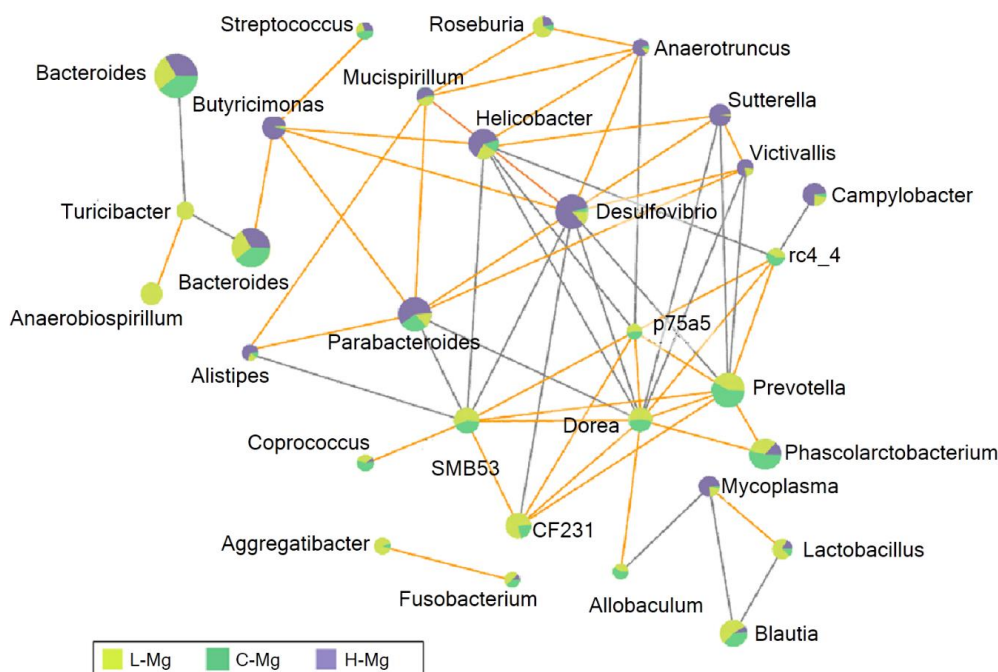 Streptococcus
Roseburia
Anaerotruncus
Bacteroides
Mucispirillum
Butyricimonas
Helicobacter
Sutterella
Victivallis
Campylobacter
Turicibacter
Desulfovibrio
rc4_4
Bacteroides
Anaerobiospirillum
p75a5
Parabacteroides
Alistipes
Prevotella
Coprococcus
Dorea
SMB53
Phascolarctobacterium
Mycoplasma
CF231
Aggregatibacter
Lactobacillus
Fusobacterium
Allobaculum
Blautia
L-Mg C-Mg H-Mg